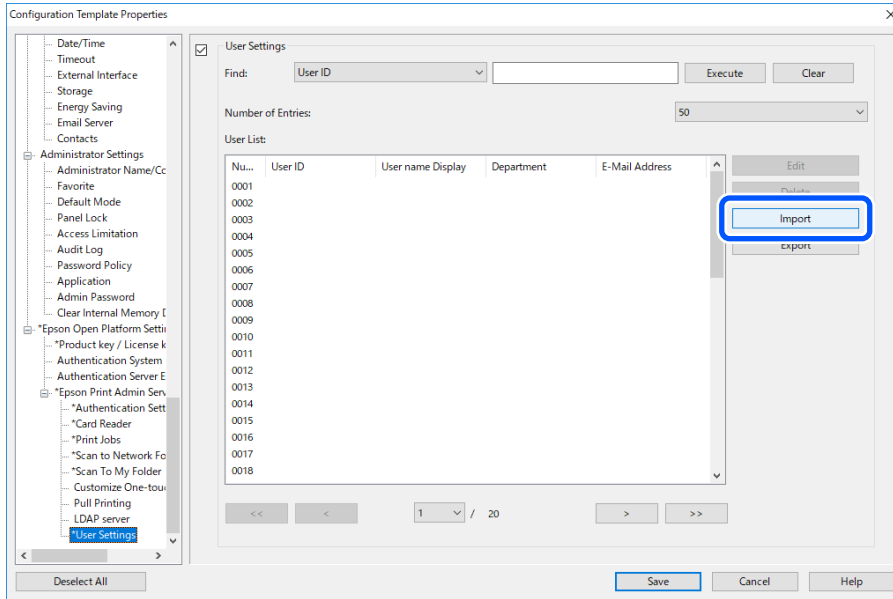 Configuration Template Properties
Date/Time
Timeout
External Interface
Storage
Energy Saving
Email Server
Contacts
Administrator Settings
Administrator Name/Cc
Favorite
Default Mode
Panel Lock
Access Limitation
Audit Log
Password Policy
Application
Admin Password
Clear Internal Memory D
*Epson Open Platform Settin
*Product key / License k
Authentication System
Authentication Server E
*Epson Print Admin Serv
*Authentication Sett
*Card Reader
*Print Jobs
*Scan to Network Fo
*Scan To My Folder
Customize One-touc
Pull Printing
LDAP server
*User Settings
User Settings
Find: User ID Execute Clear
Number of Entries: 50
User List:
Nu... User ID User name Display Department E-Mail Address
0001
0002
0003
0004
0005
0006
0007
0008
0009
0010
0011
0012
0013
0014
0015
0016
0017
0018
Edit
Delete
Import
Export
<< < 1 / 20 > >>
Deselect All Save Cancel Help